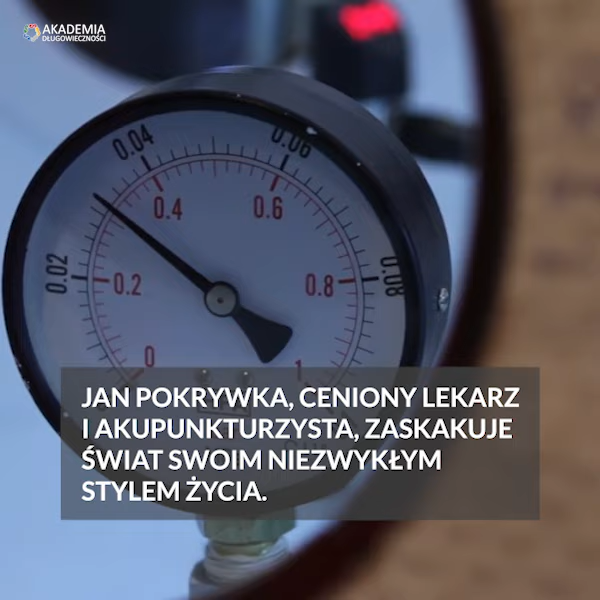 AKADEMIA
DŁUGOWIECZNOŚCI
0.04
0.06
0.4
0.6
0.02
0.2
0.8
0.08
0
1
JAN POKRYWKA, CENIONY LEKARZ
I AKUPUNKTURZYSTA, ZASKAKUJE
ŚWIAT SWOIM NIEZWYKŁYM
STYLEM ŻYCIA.